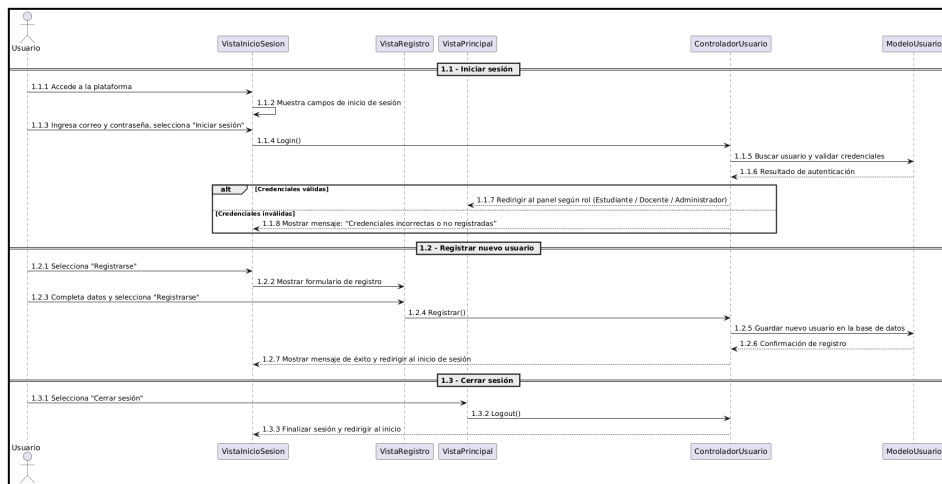 Usuario
VistaInicioSesion
VistaRegistro
VistaPrincipal
ControladorUsuario
ModeloUsuario
1.1 - Iniciar sesión
1.1.1 Accede a la plataforma
1.1.2 Muestra campos de inicio de sesión
1.1.3 Ingresa correo y contraseña, selecciona "Iniciar sesión"
1.1.4 Login()
1.1.5 Buscar usuario y validar credenciales
1.1.6 Resultado de autenticación
alt
[Credenciales válidas]
1.1.7 Redirigir al panel según rol (Estudiante / Docente / Administrador)
[Credenciales inválidas]
1.1.8 Mostrar mensaje: "Credenciales incorrectas o no registradas"
1.2 - Registrar nuevo usuario
1.2.1 Selecciona "Registrarse"
1.2.2 Mostrar formulario de registro
1.2.3 Completa datos y selecciona "Registrarse"
1.2.4 Registrar()
1.2.5 Guardar nuevo usuario en la base de datos
1.2.6 Confirmación de registro
1.2.7 Mostrar mensaje de éxito y redirigir al inicio de sesión
1.3 - Cerrar sesión
1.3.1 Selecciona "Cerrar sesión"
1.3.2 Logout()
1.3.3 Finalizar sesión y redirigir al inicio
Usuario
VistaInicioSesion
VistaRegistro
VistaPrincipal
ControladorUsuario
ModeloUsuario